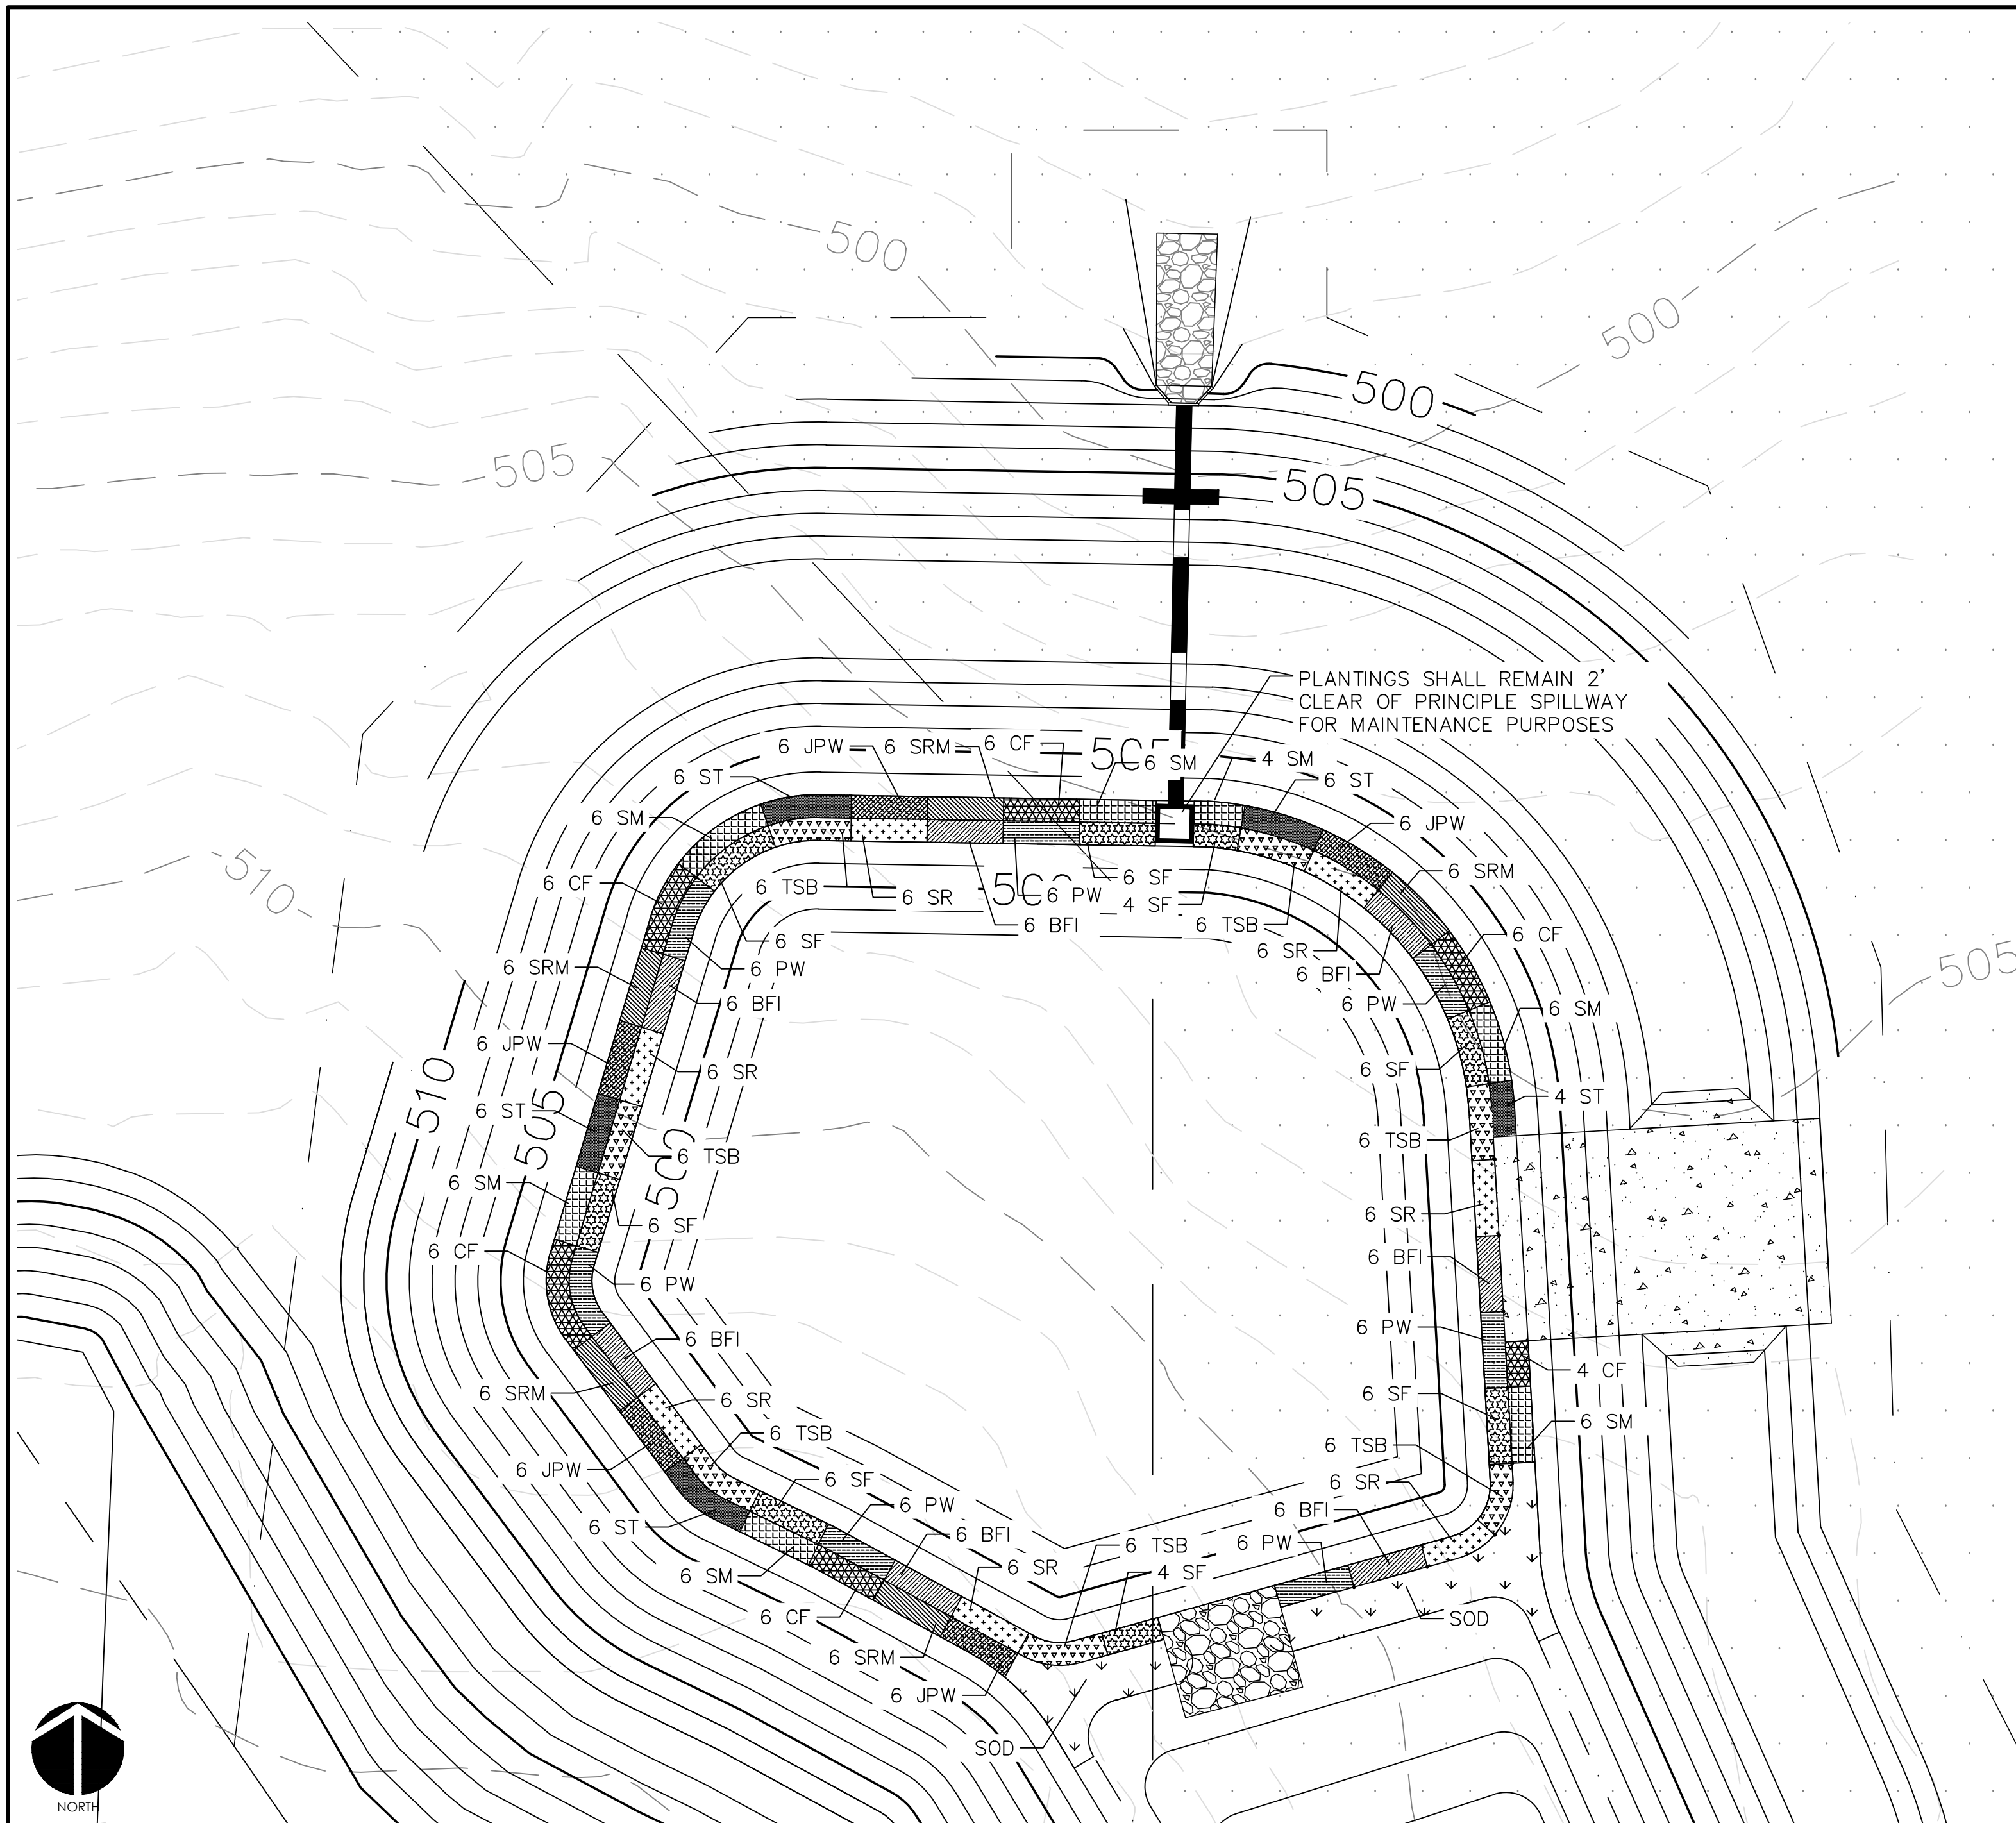 500
500
500
505
505
PLANTINGS SHALL REMAIN 2'
CLEAR OF PRINCIPLE SPILLWAY
FOR MAINTENANCE PURPOSES
6 JPW
6 SRM
6 CF
6 SM
4 SM
6 ST
6 ST
6 SM
6 JPW
6 SRM
6 CF
6 TSB
6 SR
6 PW
6 SF
4 SF
6 BFI
6 TSB
6 SR
6 BFI
6 CF
510
505
6 SF
6 SRM
6 PW
6 BFI
6 PW
6 SM
6 JPW
6 SR
6 SF
510
505
500
6 ST
4 ST
6 TSB
6 TSB
6 SM
6 SF
6 SR
6 CF
6 BFI
6 PW
6 BFI
6 PW
4 CF
6 SRM
6 SR
6 SF
6 SM
6 TSB
6 TSB
6 JPW
6 SF
6 SR
6 PW
6 BFI
6 ST
6 BFI
6 TSB
6 PW
6 SR
4 SF
6 SM
6 CF
SOD
6 SRM
6 JPW
SOD
NORTH